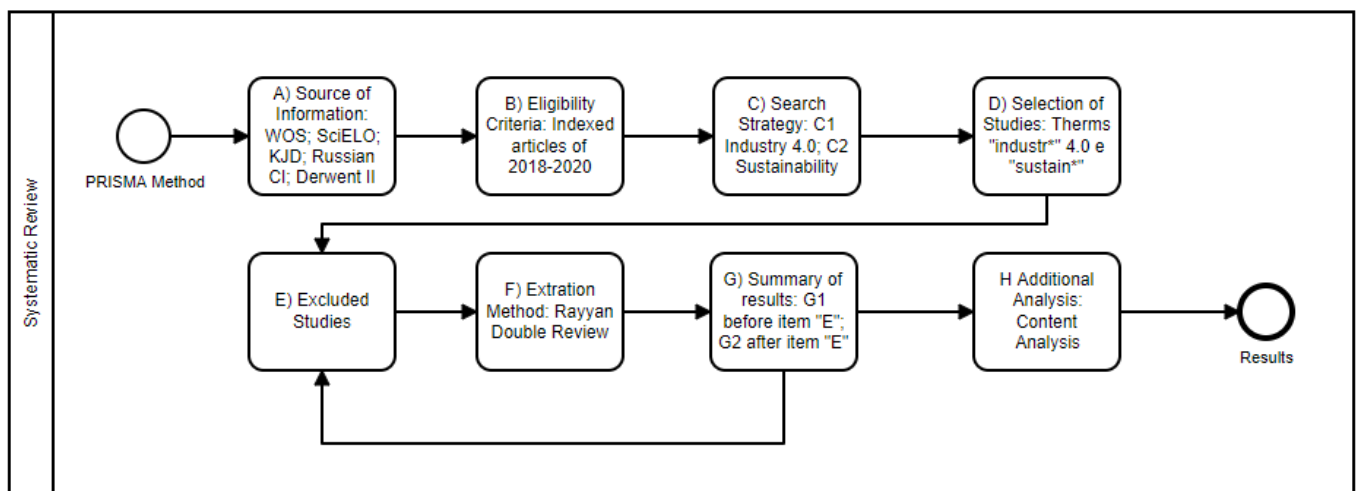 Systematic Review
PRISMA Method
A) Source of
Information:
WOS; SciELO;
KJD; Russian
CI; Derwent II
B) Eligibility
Criteria: Indexed
articles of
2018-2020
C) Search
Strategy: C1
Industry 4.0; C2
Sustainability
D) Selection of
Studies: Therms
"industr*" 4.0 e
"sustain*"
E) Excluded
Studies
F) Extration
Method: Rayyan
Double Review
G) Summary of
results: G1
before item "E";
G2 after item "E"
H Additional
Analysis:
Content
Analysis
Results